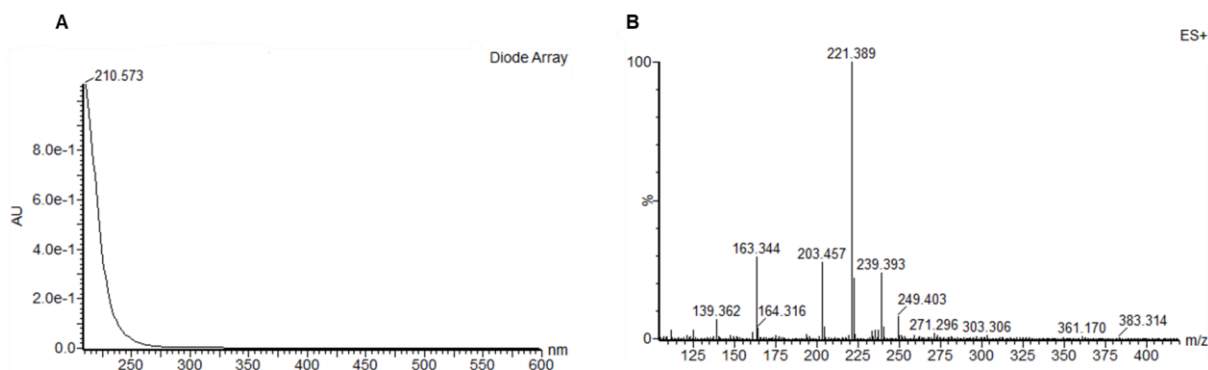 A
Diode Array
210.573
8.0e-1
6.0e-1
4.0e-1
2.0e-1
0.0
AU
nm
250 300 350 400 450 500 550 600
B
ES+
100
%
0
221.389
163.344
203.457
239.393
139.362
164.316
249.403
271.296
303.306
361.170
383.314
m/z
125 150 175 200 225 250 275 300 325 350 375 400